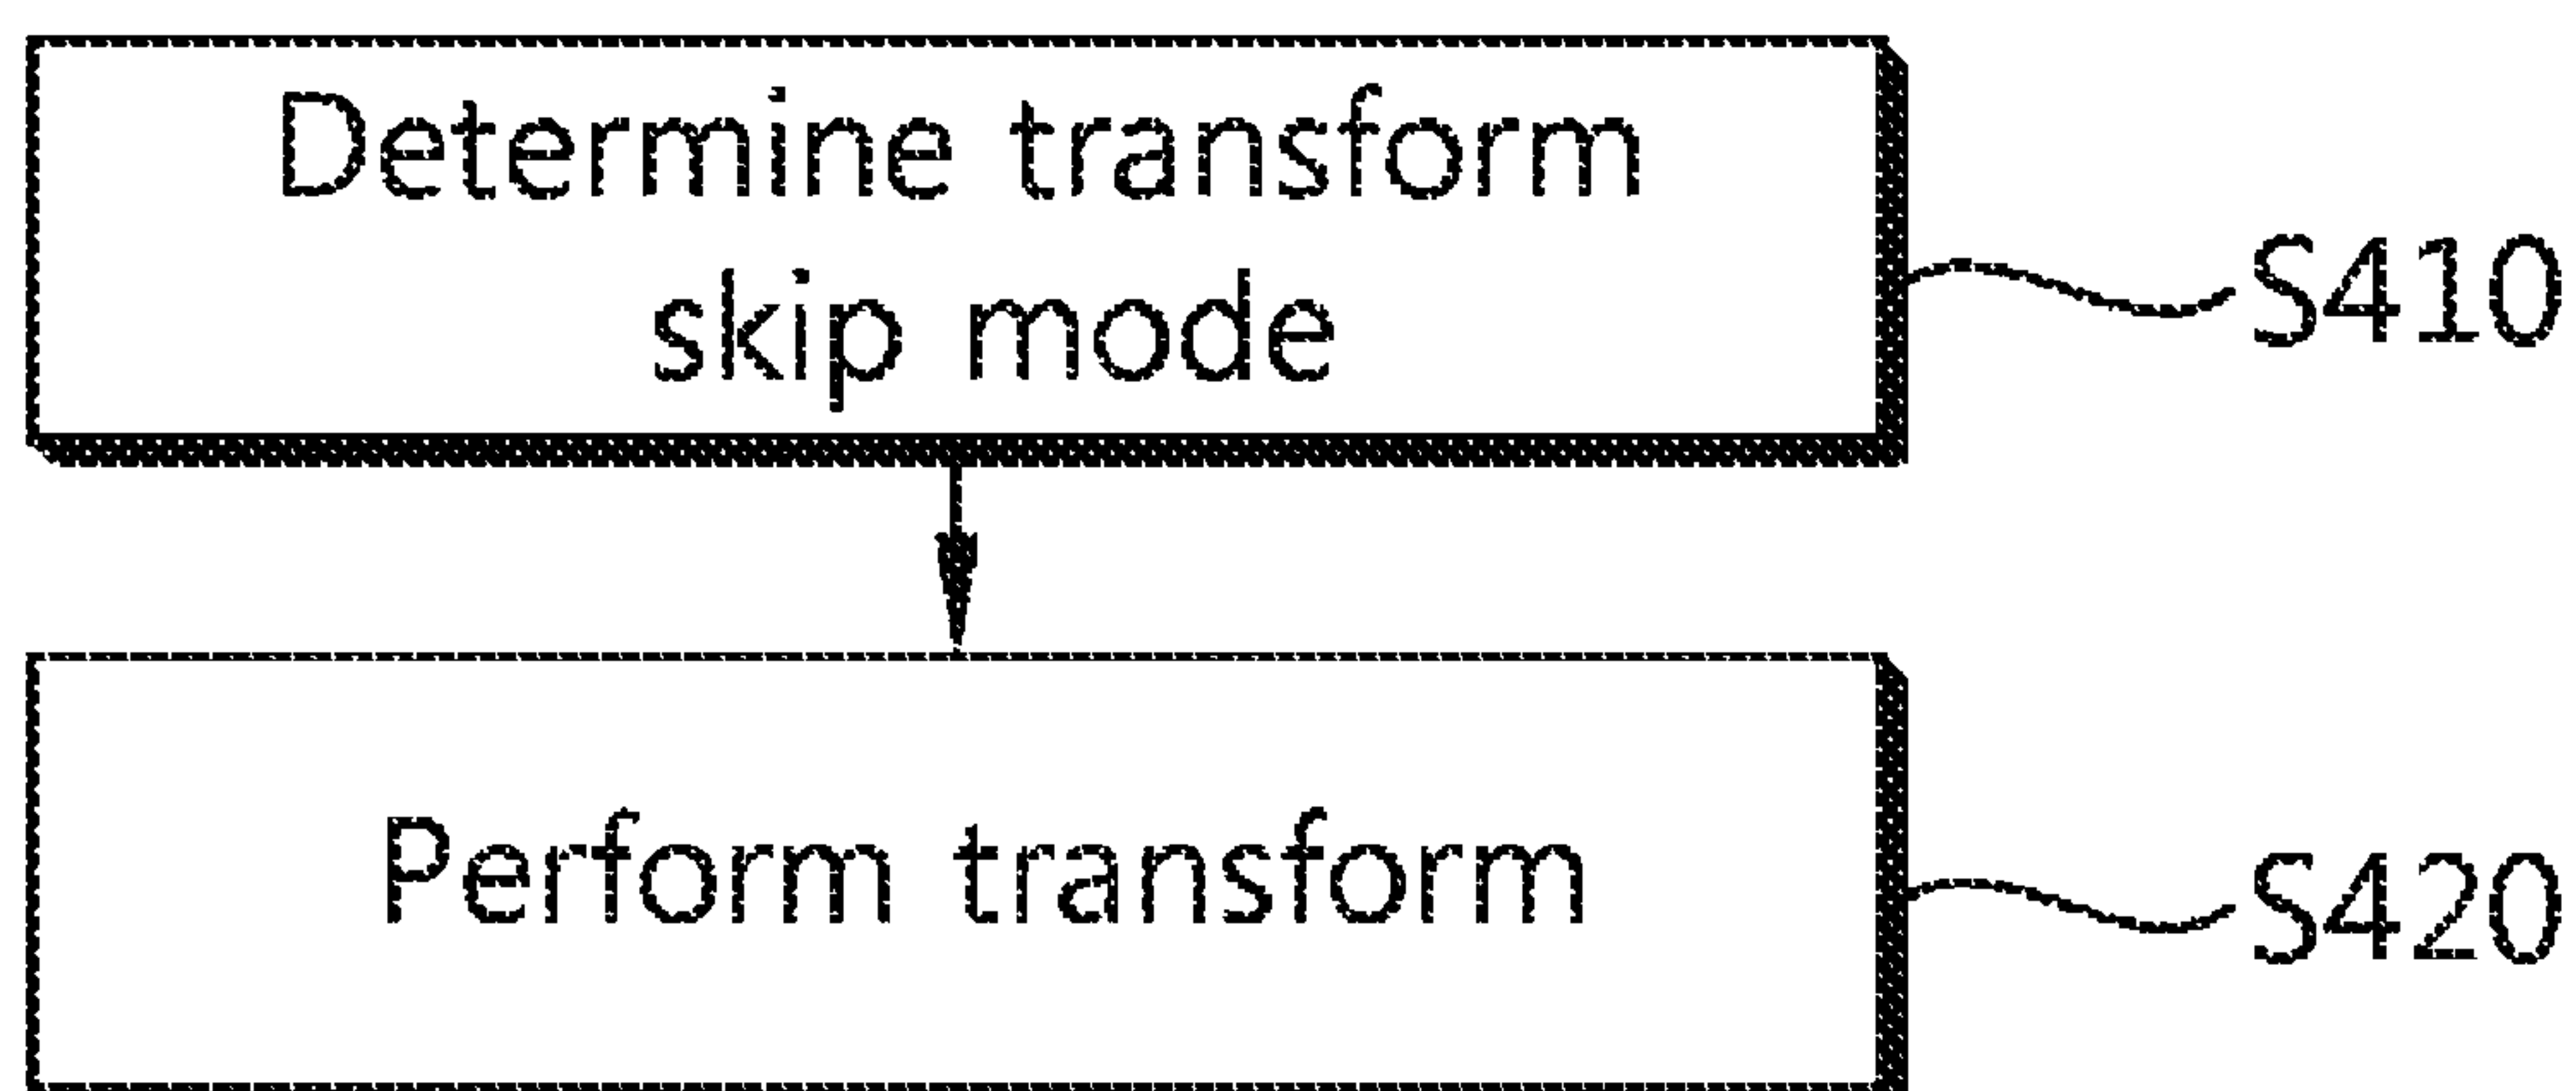 Determine transform
skip mode
S410
Perform transform
S420